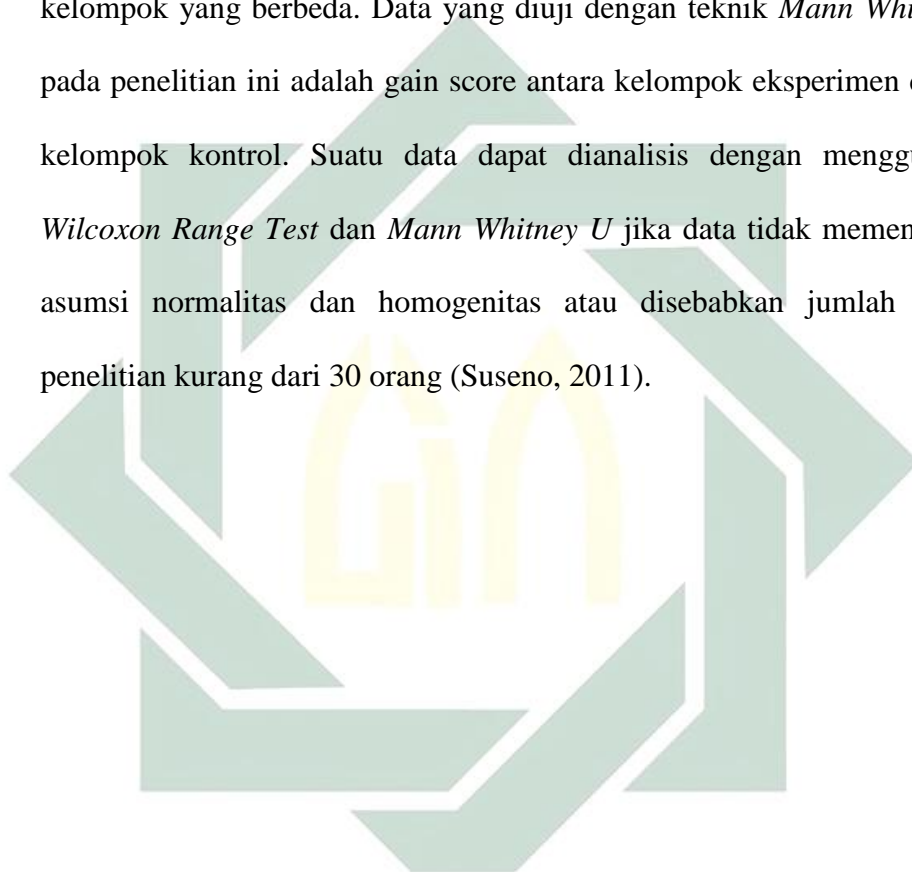 kelompok yang berbeda. Data yang diuji dengan teknik Mann Whi
pada penelitian ini adalah gain score antara kelompok eksperimen
kelompok kontrol. Suatu data dapat dianalisis dengan menggu
Wilcoxon Range Test dan Mann Whitney U jika data tidak memen
asumsi normalitas dan homogenitas atau disebabkan jumlah
penelitian kurang dari 30 orang (Suseno, 2011).